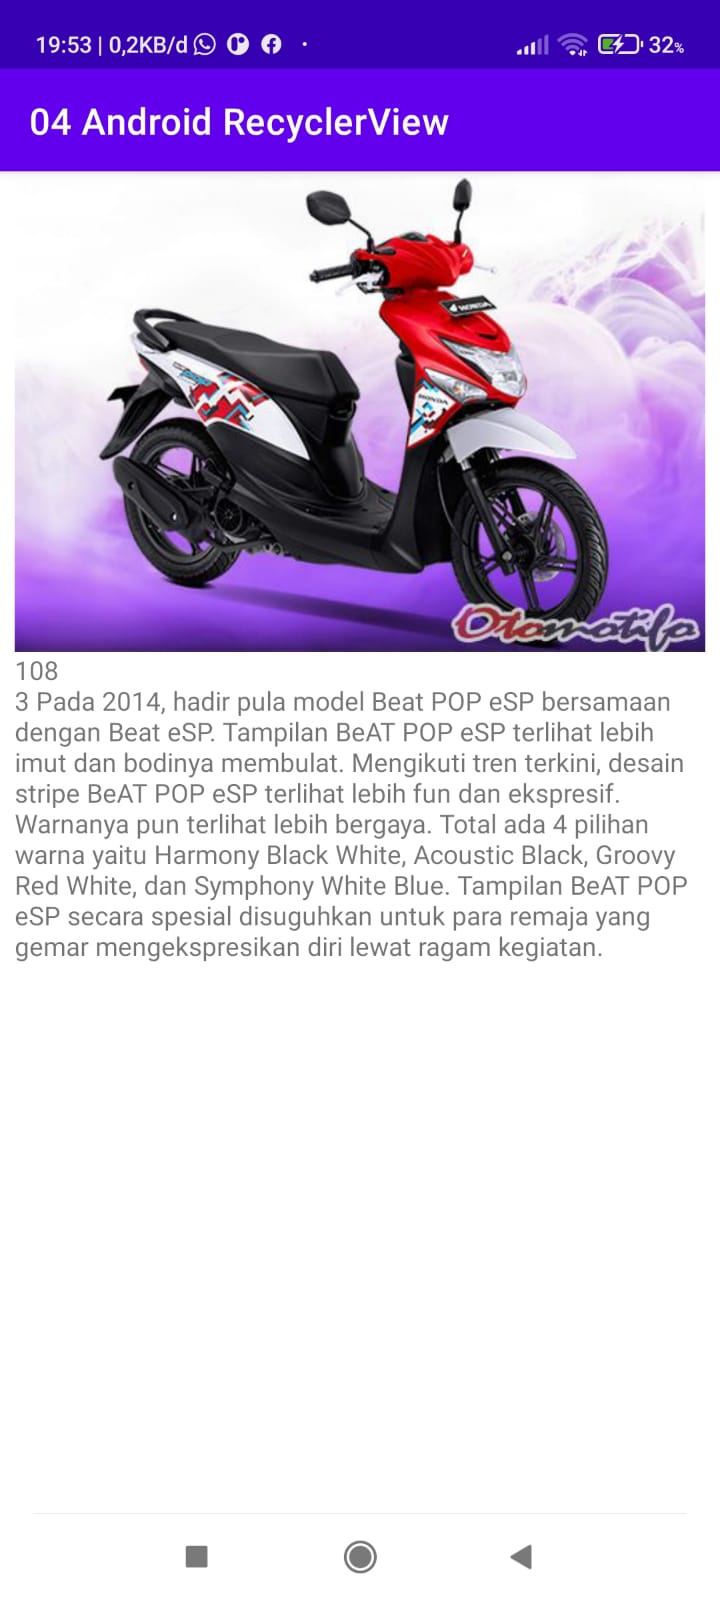 19:53 | 0,2KB/d
32%
04 Android RecyclerView
HONDA
HONDA
Otomotifo
108
3 Pada 2014, hadir pula model Beat POP eSP bersamaan
dengan Beat eSP. Tampilan BeAT POP eSP terlihat lebih
imut dan bodinya membulat. Mengikuti tren terkini, desain
stripe BeAT POP eSP terlihat lebih fun dan ekspresif.
Warnanya pun terlihat lebih bergaya. Total ada 4 pilihan
warna yaitu Harmony Black White, Acoustic Black, Groovy
Red White, dan Symphony White Blue. Tampilan BeAT POP
eSP secara spesial disuguhkan untuk para remaja yang
gemar mengekspresikan diri lewat ragam kegiatan.